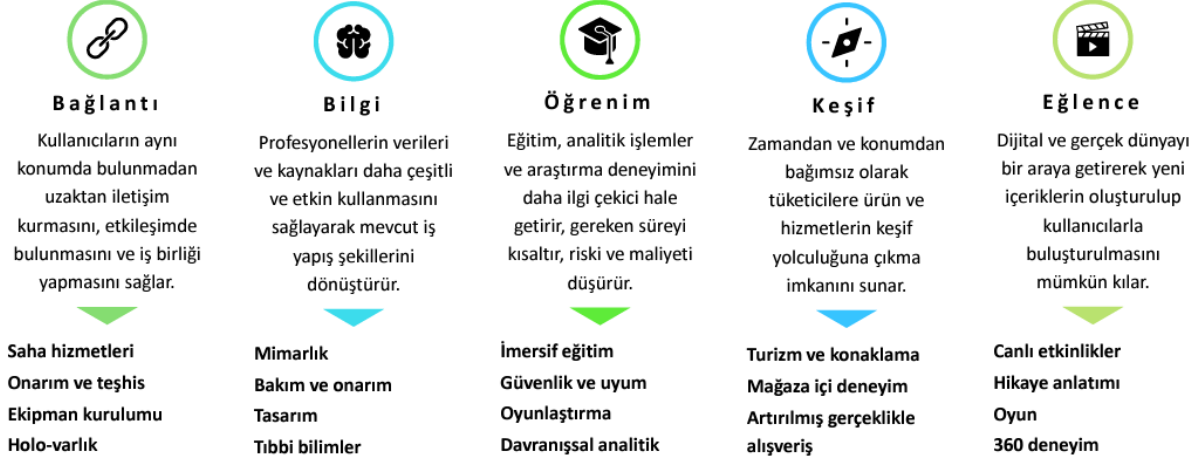 Bağlantı
Kullanıcıların aynı
konumda bulunmadan
uzaktan iletişim
kurmasını, etkileşimde
bulunmasını ve iş birliği
yapmasını sağlar.
Saha hizmetleri
Onarım ve teşhis
Ekipman kurulumu
Holo-varlık
Bilgi
Profesyonellerin verileri
ve kaynakları daha çeşitli
ve etkin kullanmasını
sağlayarak mevcut iş
yapış şekillerini
dönüştürür.
Mimarlık
Bakım ve onarım
Tasarım
Tıbbi bilimler
Öğrenim
Eğitim, analitik işlemler
ve araştırma deneyimini
daha ilgi çekici hale
getirir, gereken süreyi
kısaltır, riski ve maliyeti
düşürür.
İmersif eğitim
Güvenlik ve uyum
Oyunlaştırma
Davranışsal analitik
Keşif
Zamandan ve konumdan
bağımsız olarak
tüketicilere ürün ve
hizmetlerin keşif
yolculuğuna çıkma
imkanını sunar.
Turizm ve konaklama
Mağaza içi deneyim
Artırılmış gerçeklikle
alışveriş
Eğlence
Dijital ve gerçek dünyayı
bir araya getirerek yeni
içeriklerin oluşturulup
kullanıcılarla
buluşturulmasını
mümkün kılar.
Canlı etkinlikler
Hikaye anlatımı
Oyun
360 deneyim